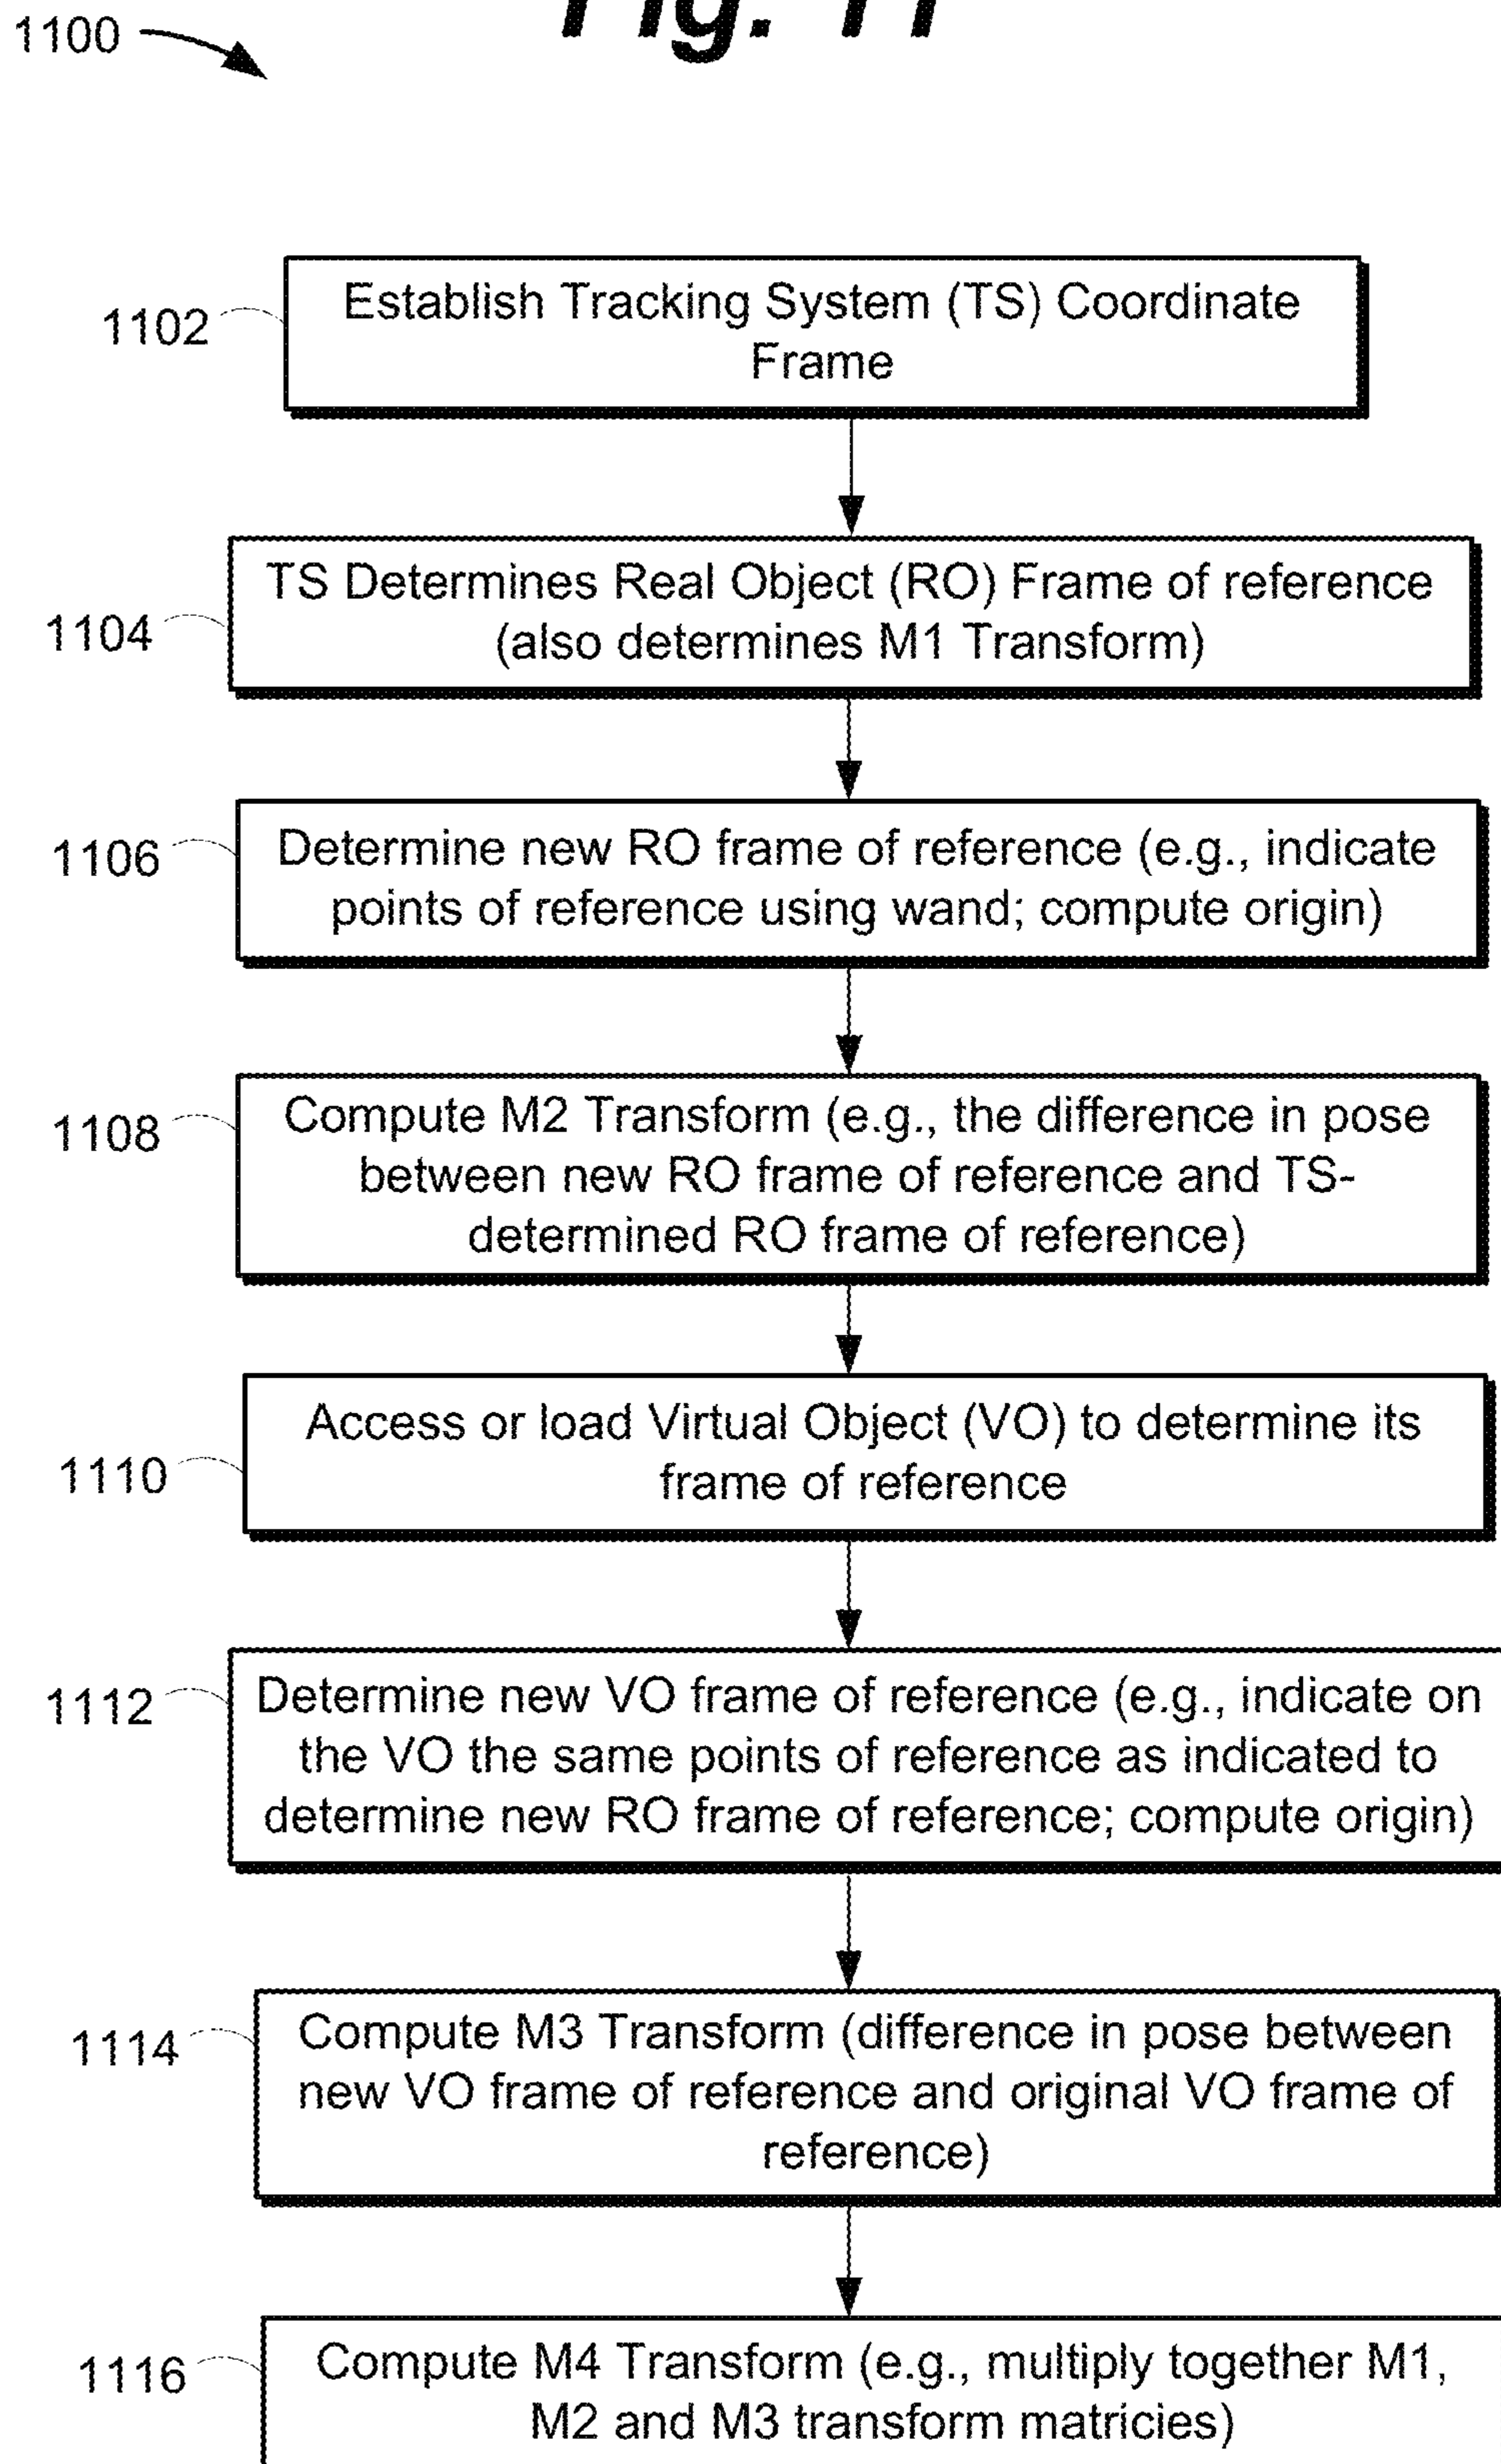 Fig. 11
1100
1102
Establish Tracking System (TS) Coordinate
Frame
1104
TS Determines Real Object (RO) Frame of reference
(also determines M1 Transform)
1106
Determine new RO frame of reference (e.g., indicate
points of reference using wand; compute origin)
1108
Compute M2 Transform (e.g., the difference in pose
between new RO frame of reference and TS-
determined RO frame of reference)
1110
Access or load Virtual Object (VO) to determine its
frame of reference
1112
Determine new VO frame of reference (e.g., indicate on
the VO the same points of reference as indicated to
determine new RO frame of reference; compute origin)
1114
Compute M3 Transform (difference in pose between
new VO frame of reference and original VO frame of
reference)
1116
Compute M4 Transform (e.g., multiply together M1,
M2 and M3 transform matricies)